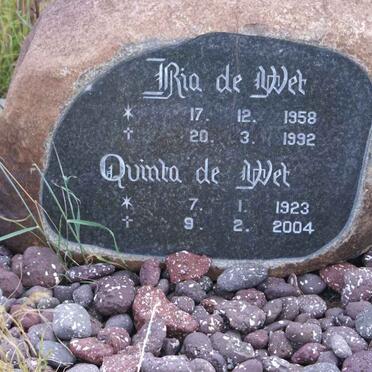 Ria de Wet
* 17. 12. 1958
† 20. 3. 1992
Quinta de Wet
* 7. 1. 1923
† 9. 2. 2004